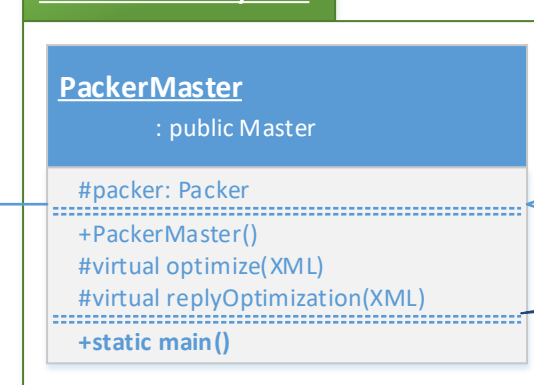 PackerMaster
: public Master
#packer: Packer
+PackerMaster()
#virtual optimize(XML)
#virtual replyOptimization(XML)
+static main()